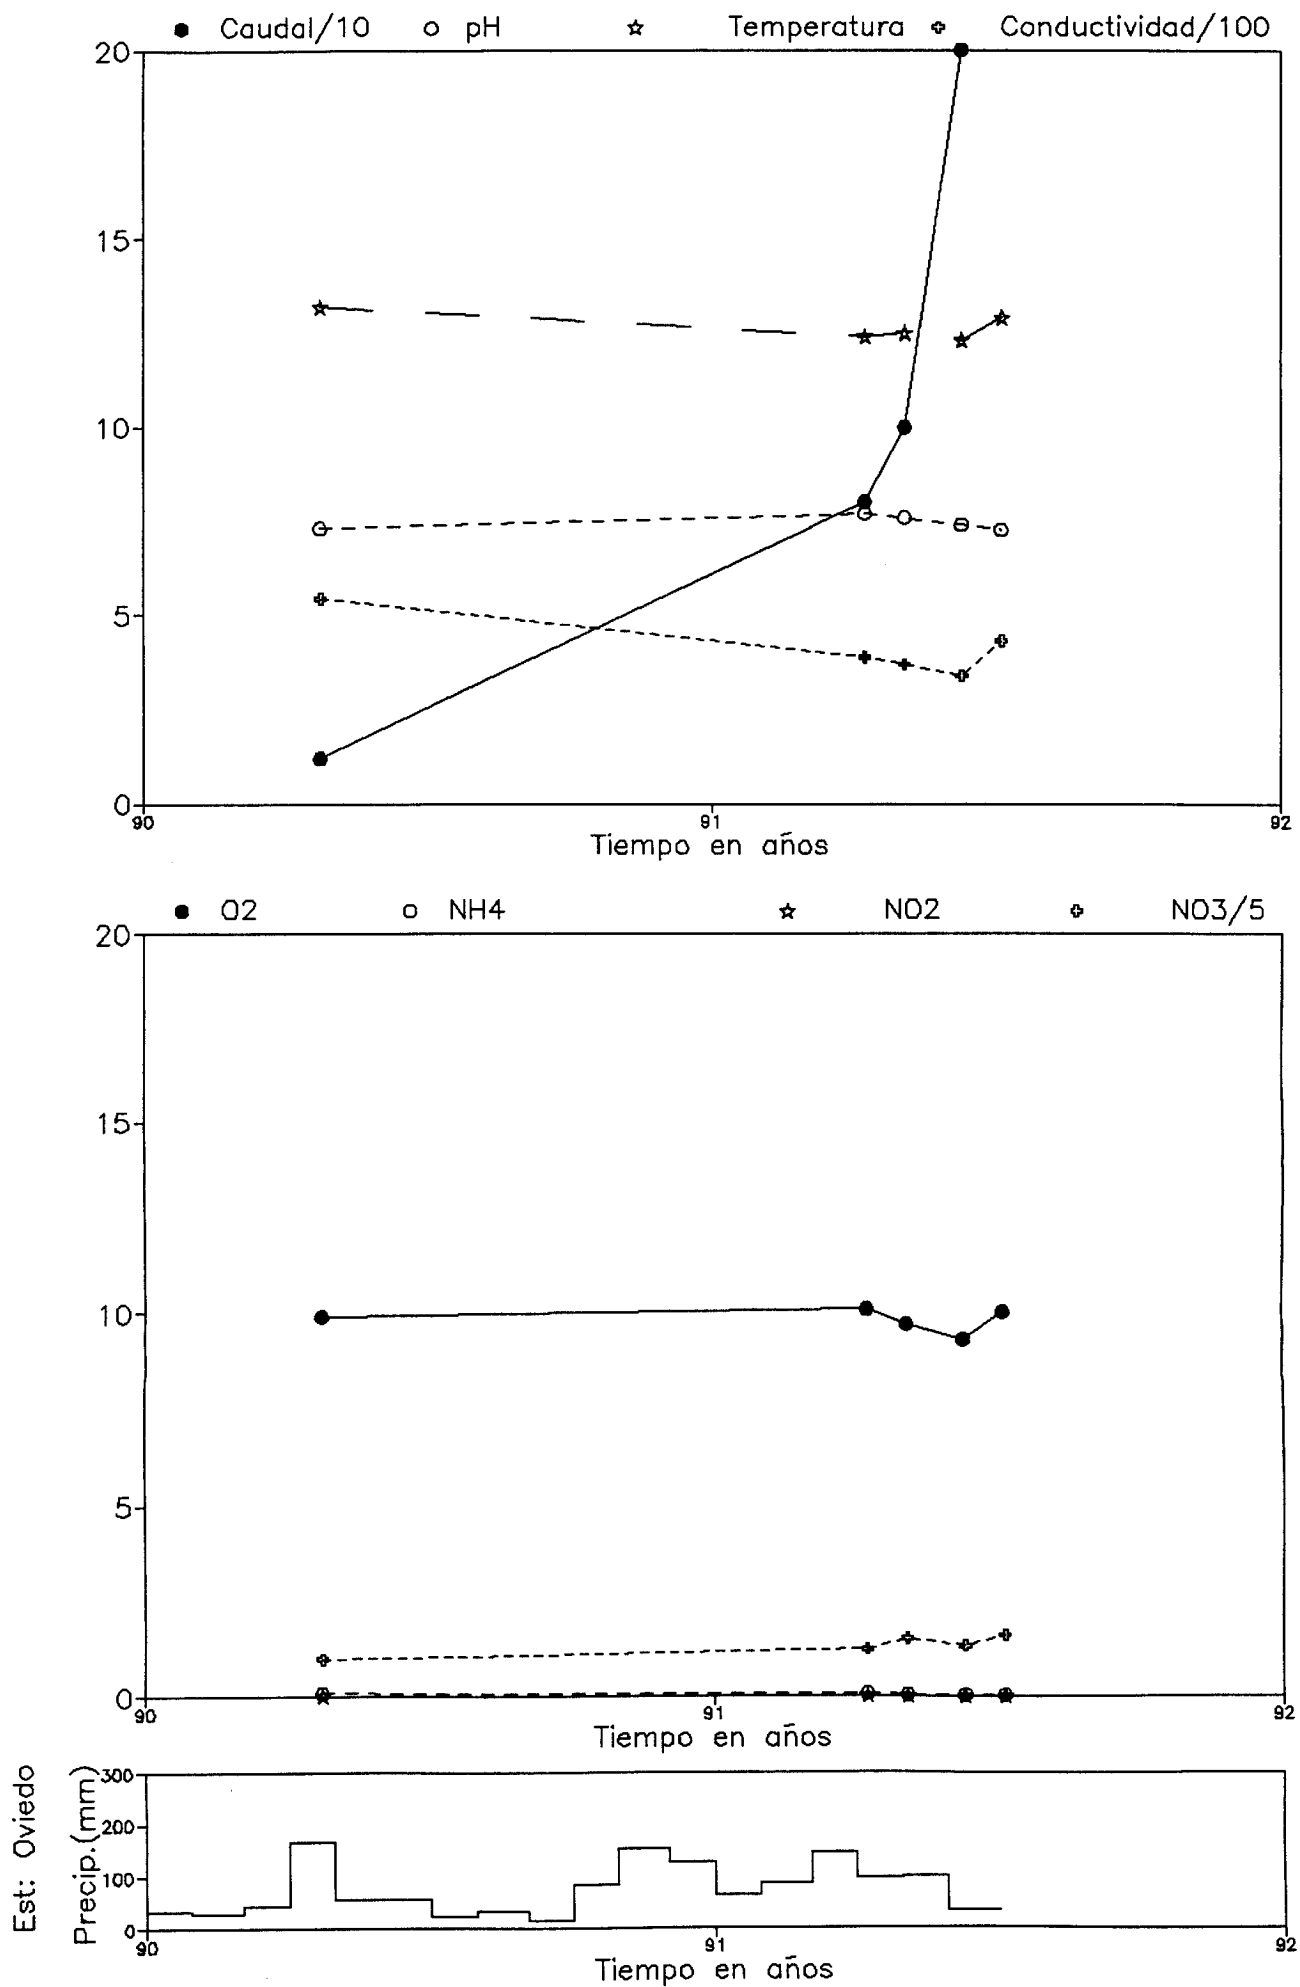 Caudal/10 pH Temperatura Conductividad/100
20
15
10
5
0
90 91 92
Tiempo en años
O2 NH4 NO2 NO3/5
20
15
10
5
0
90 91 92
Tiempo en años
Est: Oviedo
Precip.(mm)
300
200
100
0
90 91 92
Tiempo en años